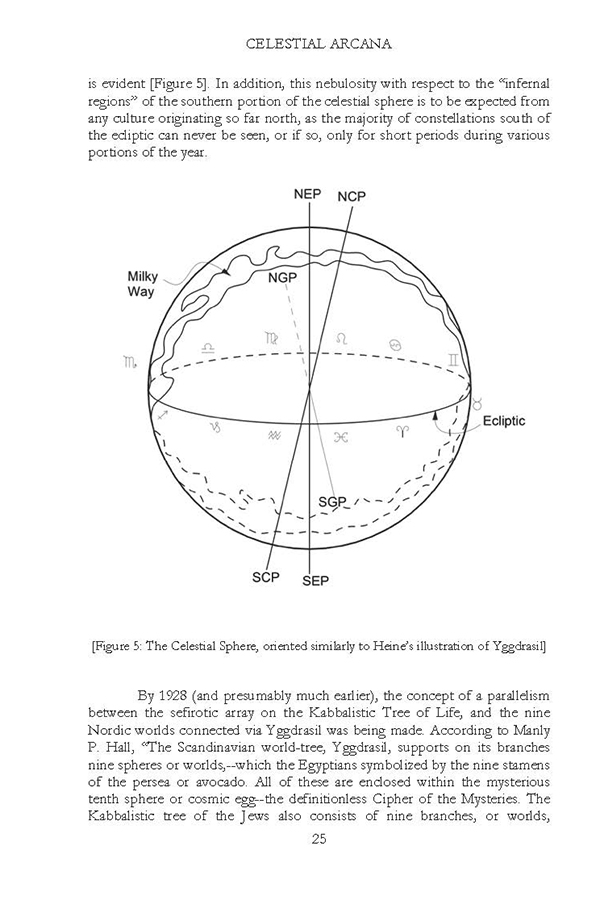 CELESTIAL ARCANA
is evident [Figure 5]. In addition, this nebulosity with respect to the “infernal
regions” of the southern portion of the celestial sphere is to be expected from
any culture originating so far north, as the majority of constellations south of
the ecliptic can never be seen, or if so, only for short periods during various
portions of the year.
NEP NCP
Milky
Way
NGP
♏ ♎ ♍ ♌ ♋ ♊
♐ ♑ ♒ ♓ ♈ ♉
Ecliptic
SGP
SCP SEP
[Figure 5: The Celestial Sphere, oriented similarly to Heine’s illustration of Yggdrasil]
By 1928 (and presumably much earlier), the concept of a parallelism
between the sefirotic array on the Kabbalistic Tree of Life, and the nine
Nordic worlds connected via Yggdrasil was being made. According to Manly
P. Hall, “The Scandinavian world-tree, Yggdrasil, supports on its branches
nine spheres or worlds,--which the Egyptians symbolized by the nine stamens
of the persea or avocado. All of these are enclosed within the mysterious
tenth sphere or cosmic egg--the definitionless Cipher of the Mysteries. The
Kabbalistic tree of the Jews also consists of nine branches, or worlds,
25